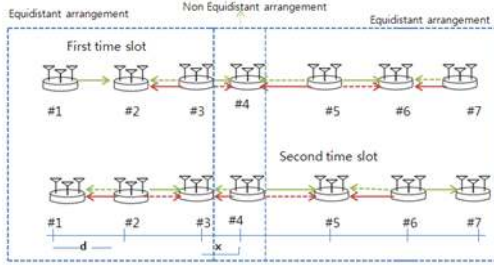 Equidistant arrangement
Non Equidistant arrangement
Equidistant arrangement
First time slot
#1 #2 #3 #4 #5 #6 #7
Second time slot
#1 #2 #3 #4 #5 #6 #7
d x